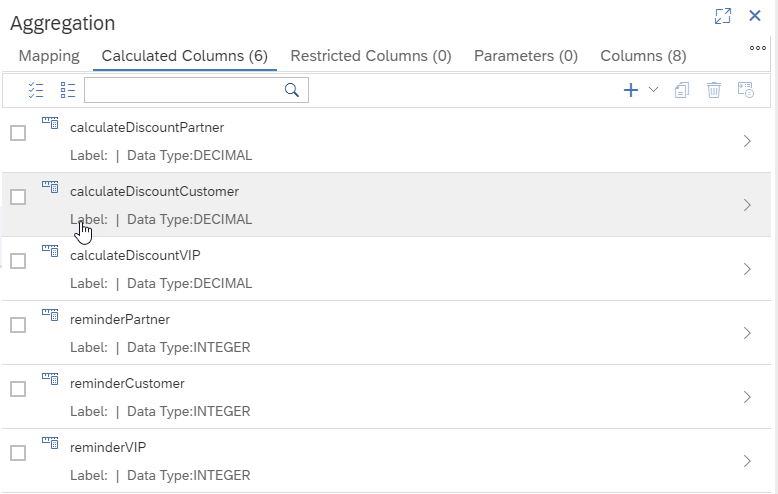 Aggregation
Mapping Calculated Columns (6) Restricted Columns (0) Parameters (0) Columns (8)
calculateDiscountPartner
Label: | Data Type:DECIMAL
calculateDiscountCustomer
Label: | Data Type:DECIMAL
calculateDiscountVIP
Label: | Data Type:DECIMAL
reminderPartner
Label: | Data Type:INTEGER
reminderCustomer
Label: | Data Type:INTEGER
reminderVIP
Label: | Data Type:INTEGER